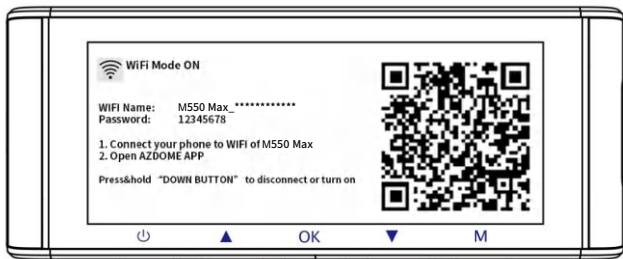 WiFi Mode ON
WIFI Name: M550 Max_************
Password: 12345678
1. Connect your phone to WIFI of M550 Max
2. Open AZDOME APP
Press&hold “DOWN BUTTON” to disconnect or turn on
OK M